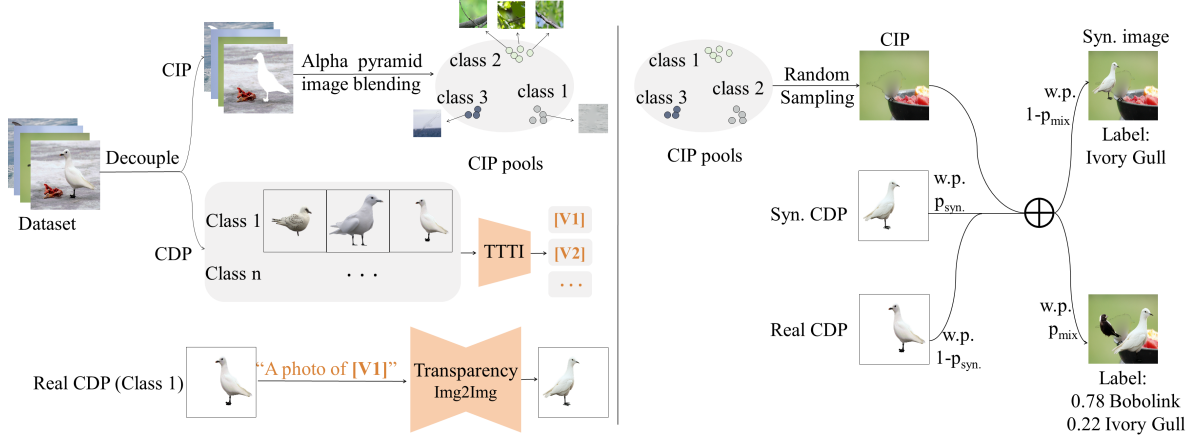 CIP
Alpha pyramid
image blending
class 2
class 1
class 3
CIP pools
Decouple
Dataset
CDP
Class 1
Class n
· · ·
TTTI
[V1]
[V2]
· · ·
Real CDP (Class 1)
“A photo of [V1]”
Transparency
Img2Img
class 1
class 2
class 3
CIP pools
Random
Sampling
CIP
Syn. image
w.p.
1-pmix
Label:
Ivory Gull
Syn. CDP
w.p.
psyn.
Real CDP
w.p.
1-psyn.
w.p.
pmix
Label:
0.78 Bobolink
0.22 Ivory Gull